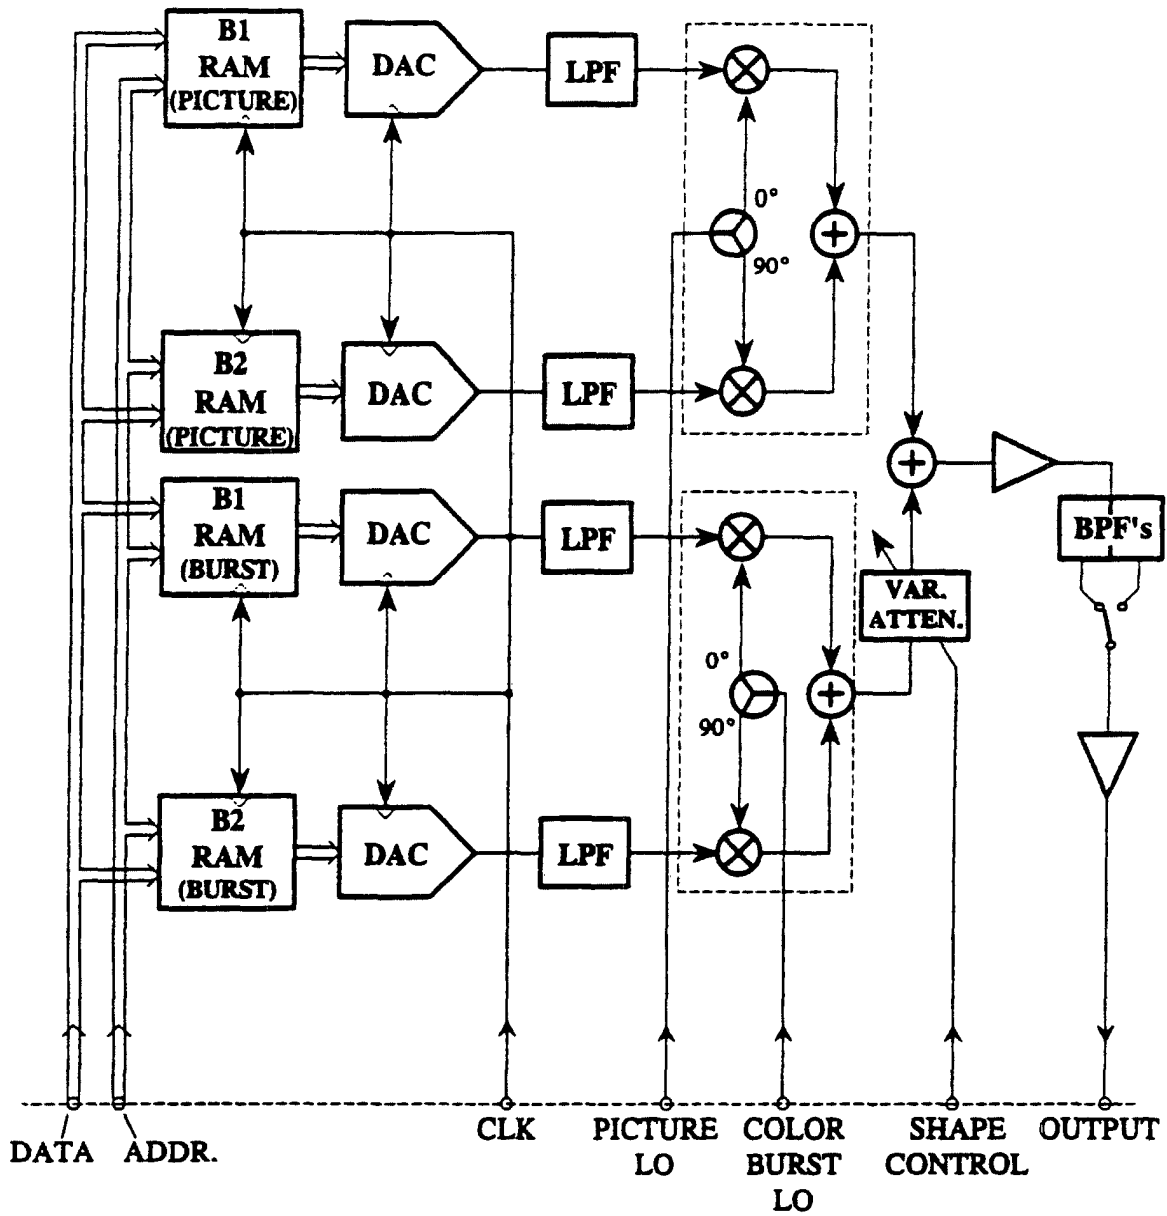 B1
RAM
(PICTURE)
DAC
LPF
0°
90°
B2
RAM
(PICTURE)
DAC
LPF
B1
RAM
(BURST)
DAC
LPF
BPF's
VAR.
ATTEN.
0°
90°
B2
RAM
(BURST)
DAC
LPF
DATA
ADDR.
CLK
PICTURE
LO
COLOR
BURST
LO
SHAPE
CONTROL
OUTPUT